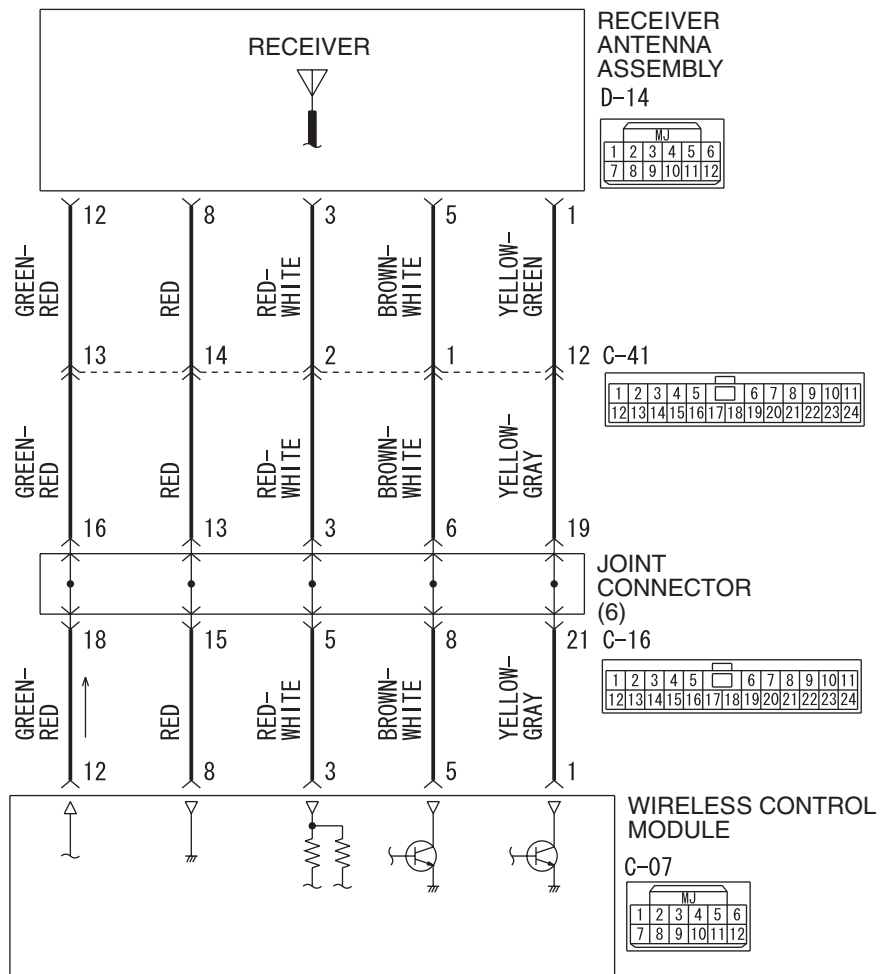 RECEIVER
ANTENNA
ASSEMBLY
D-14
RECEIVER
MJ
1 2 3 4 5 6
7 8 9 10 11 12
12 8 3 5 1
GREEN-
RED
RED
RED-
WHITE
BROWN-
WHITE
YELLOW-
GREEN
13 14 2 1 12 C-41
1 2 3 4 5 6 7 8 9 10 11
12 13 14 15 16 17 18 19 20 21 22 23 24
GREEN-
RED
RED
RED-
WHITE
BROWN-
WHITE
YELLOW-
GRAY
16 13 3 6 19
JOINT
CONNECTOR
(6)
18 15 5 8 21 C-16
1 2 3 4 5 6 7 8 9 10 11
12 13 14 15 16 17 18 19 20 21 22 23 24
GREEN-
RED
RED
RED-
WHITE
BROWN-
WHITE
YELLOW-
GRAY
12 8 3 5 1
WIRELESS CONTROL
MODULE
C-07
MJ
1 2 3 4 5 6
7 8 9 10 11 12